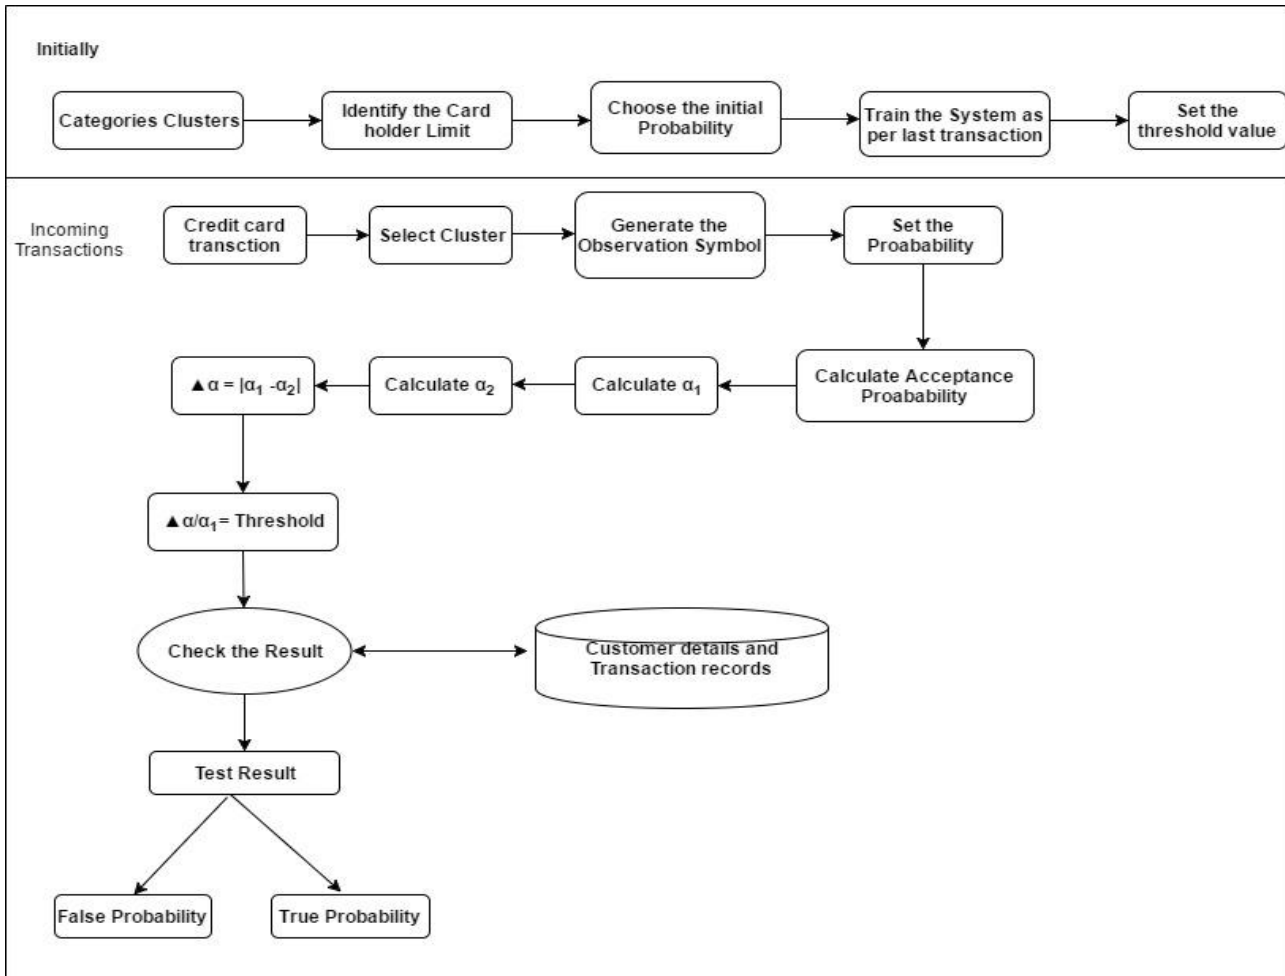 Initially
Categories Clusters
Identify the Card
holder Limit
Choose the initial
Probability
Train the System as
per last transaction
Set the
threshold value
Incoming
Transactions
Credit card
transction
Select Cluster
Generate the
Observation Symbol
Set the
Proabability
Calculate Acceptance
Proabability
Calculate α₁
Calculate α₂
▲ α = |α₁ -α₂|
▲ α/α₁= Threshold
Check the Result
Customer details and
Transaction records
Test Result
False Probability
True Probability